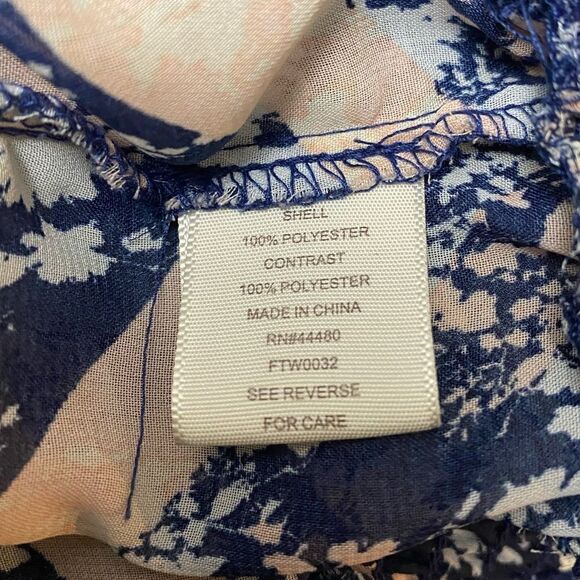 SHELL
100% POLYESTER
CONTRAST
100% POLYESTER
MADE IN CHINA
RN#44480
FTW0032
SEE REVERSE
FOR CARE